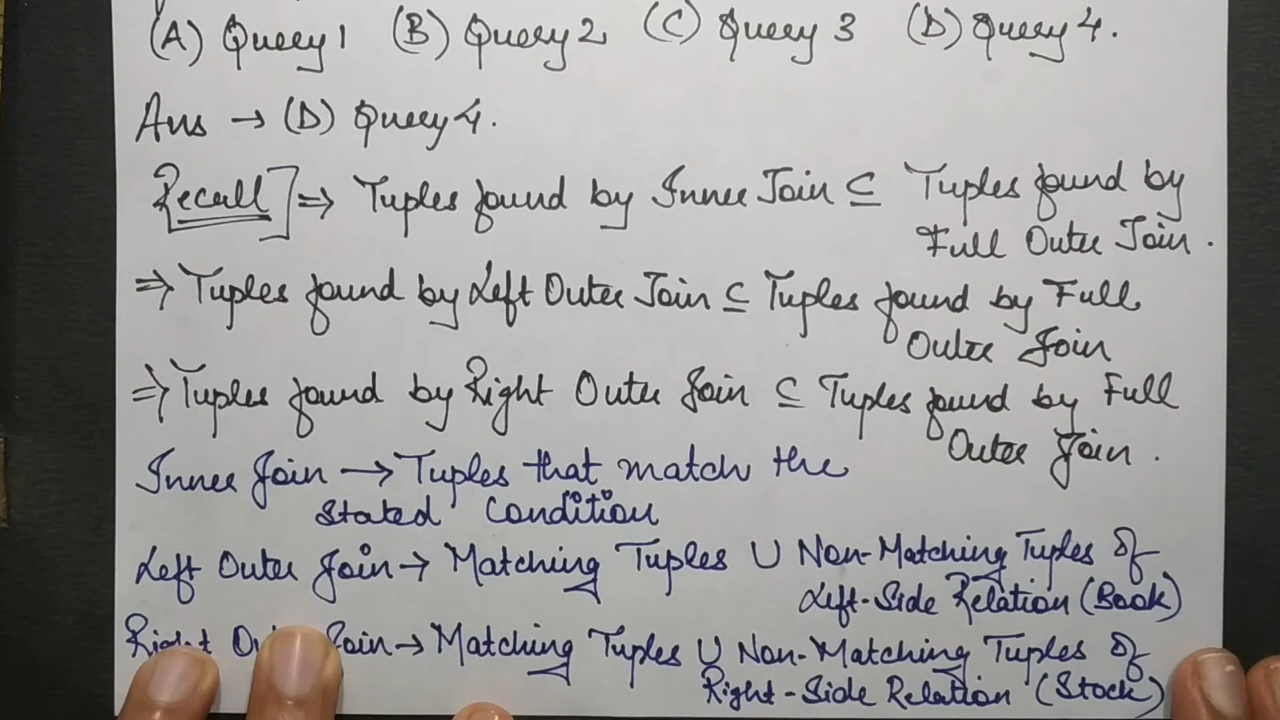 (A) Query 1 (B) Query 2 (C) Query 3 (D) Query 4.
Ans → (D) Query 4.
Recall ⇒ Tuples found by Inner Join ⊆ Tuples found by
Full Outer Join.
⇒ Tuples found by Left Outer Join ⊆ Tuples found by Full
Outer Join
⇒ Tuples found by Right Outer Join ⊆ Tuples found by Full
Outer Join.
Inner Join → Tuples that match the
stated condition
Left Outer Join → Matching Tuples ∪ Non-Matching Tuples Of
Left-Side Relation (Book)
Right Join → Matching Tuples ∪ Non-Matching Tuples Of
Right-Side Relation (Stock)